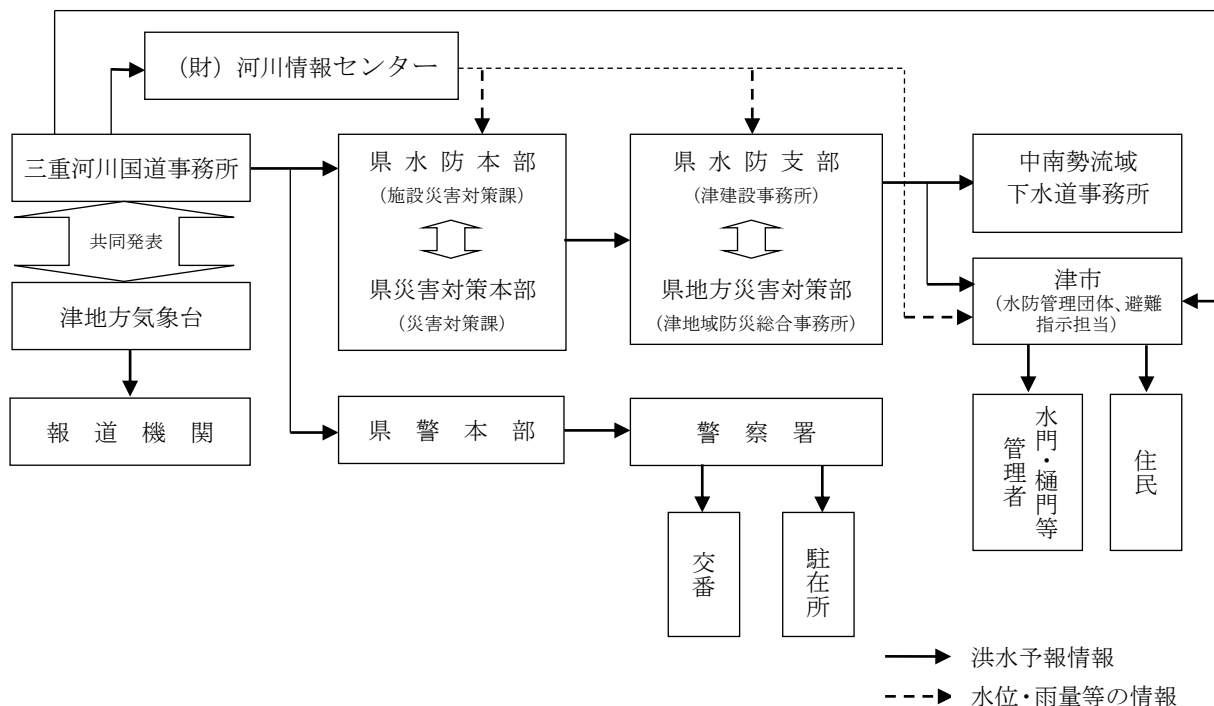 （財）河川情報センター
三重河川国道事務所
共同発表
津地方気象台
報道機関
県水防本部
（施設災害対策課）
県災害対策本部
（災害対策課）
県警本部
県水防支部
（津建設事務所）
県地方災害対策部
（津地域防災総合事務所）
警察署
交番
駐在所
中南勢流域
下水道事務所
津市
（水防管理団体、避難
指示担当）
水門・樋門等
管理者
住民
洪水予報情報
水位・雨量等の情報